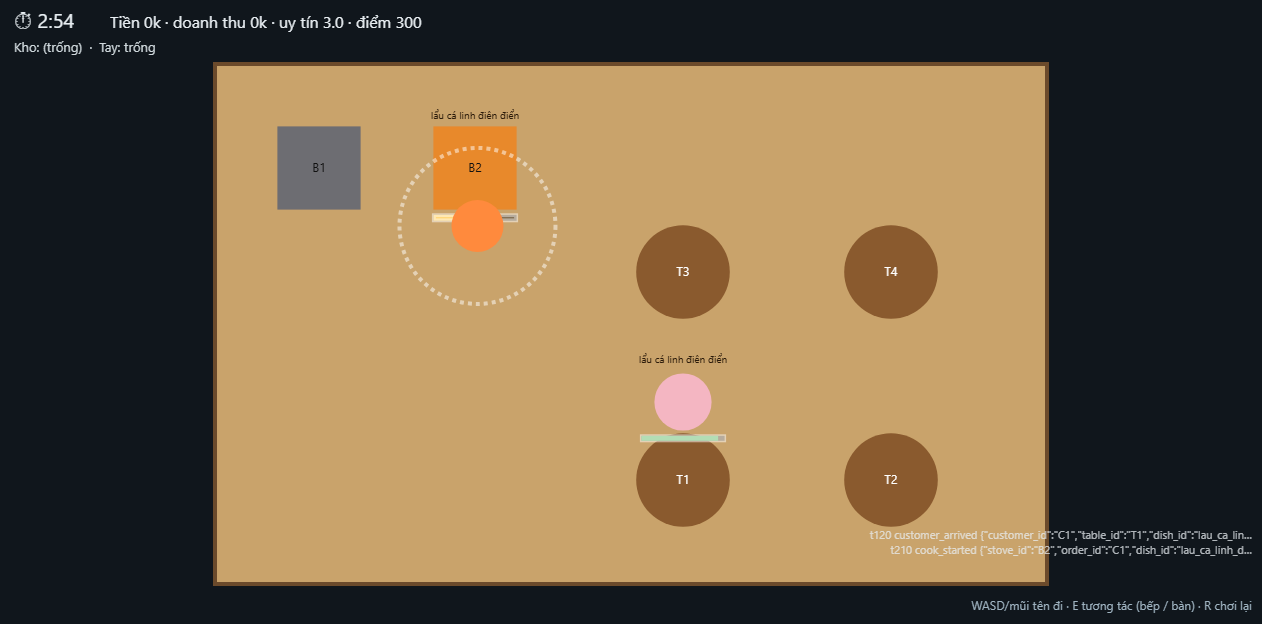 ⏱ 2:54 Tiền 0k · doanh thu 0k · uy tín 3.0 · điểm 300
Kho: (trống) · Tay: trống
lẩu cá linh điên điển
B1
B2
T3
T4
lẩu cá linh điên điển
T1
T2
t120 customer_arrived {"customer_id":"C1","table_id":"T1","dish_id":"lau_ca_lin…
t210 cook_started {"stove_id":"B2","order_id":"C1","dish_id":"lau_ca_linh_d…
WASD/mũi tên đi · E tương tác (bếp / bàn) · R chơi lại